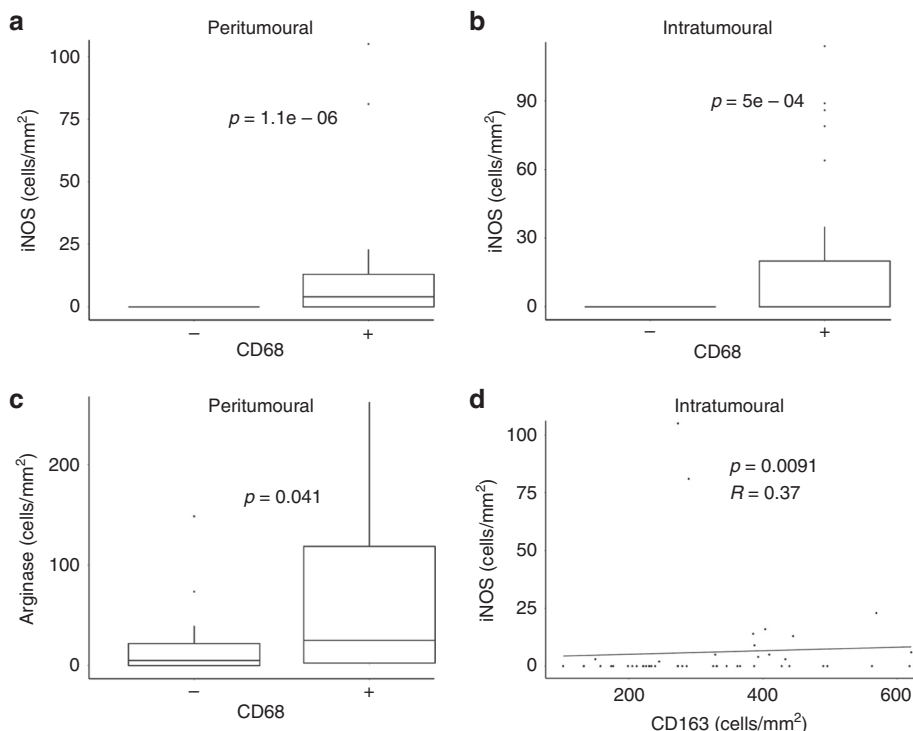 a
Peritumoural
100
75
50
25
0
iNOS (cells/mm²)
p = 1.1e – 06
– +
CD68
b
Intratumoural
90
60
30
0
iNOS (cells/mm²)
p = 5e – 04
– +
CD68
c
Peritumoural
200
100
0
Arginase (cells/mm²)
p = 0.041
– +
CD68
d
Intratumoural
100
75
50
25
0
iNOS (cells/mm²)
p = 0.0091
R = 0.37
200 400 600
CD163 (cells/mm²)